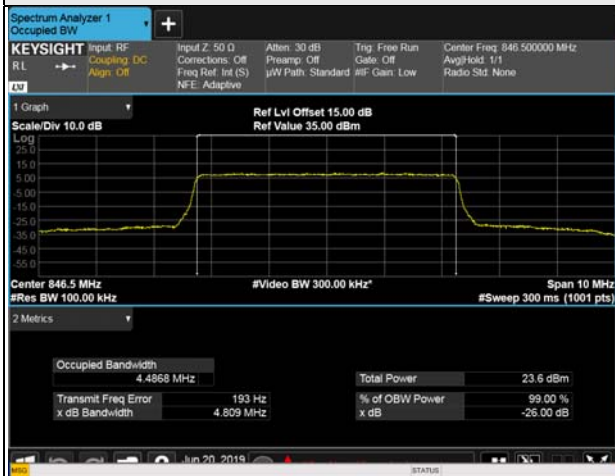 Spectrum Analyzer 1
Occupied BW
+
KEYSIGHT
RL
LXI
Input: RF
Coupling: DC
Align: Off
Input Z: 50 Ω
Corrections: Off
Freq Ref: Int (S)
NFE: Adaptive
Atten: 30 dB
Preamp: Off
µW Path: Standard
Trig: Free Run
Gate: Off
#IF Gain: Low
Center Freq: 846.500000 MHz
Avg|Hold: 1/1
Radio Std: None
1 Graph
Scale/Div 10.0 dB
Ref Lvl Offset 15.00 dB
Ref Value 35.00 dBm
Log
25.0
15.0
5.00
-5.00
-15.0
-25.0
-35.0
-45.0
-55.0
Center 846.5 MHz
#Res BW 100.00 kHz
#Video BW 300.00 kHz*
Span 10 MHz
#Sweep 300 ms (1001 pts)
2 Metrics
Occupied Bandwidth
4.4868 MHz
Total Power 23.6 dBm
Transmit Freq Error 193 Hz
% of OBW Power 99.00 %
x dB Bandwidth 4.809 MHz
x dB -26.00 dB
Jun 20, 2019
MSG
STATUS